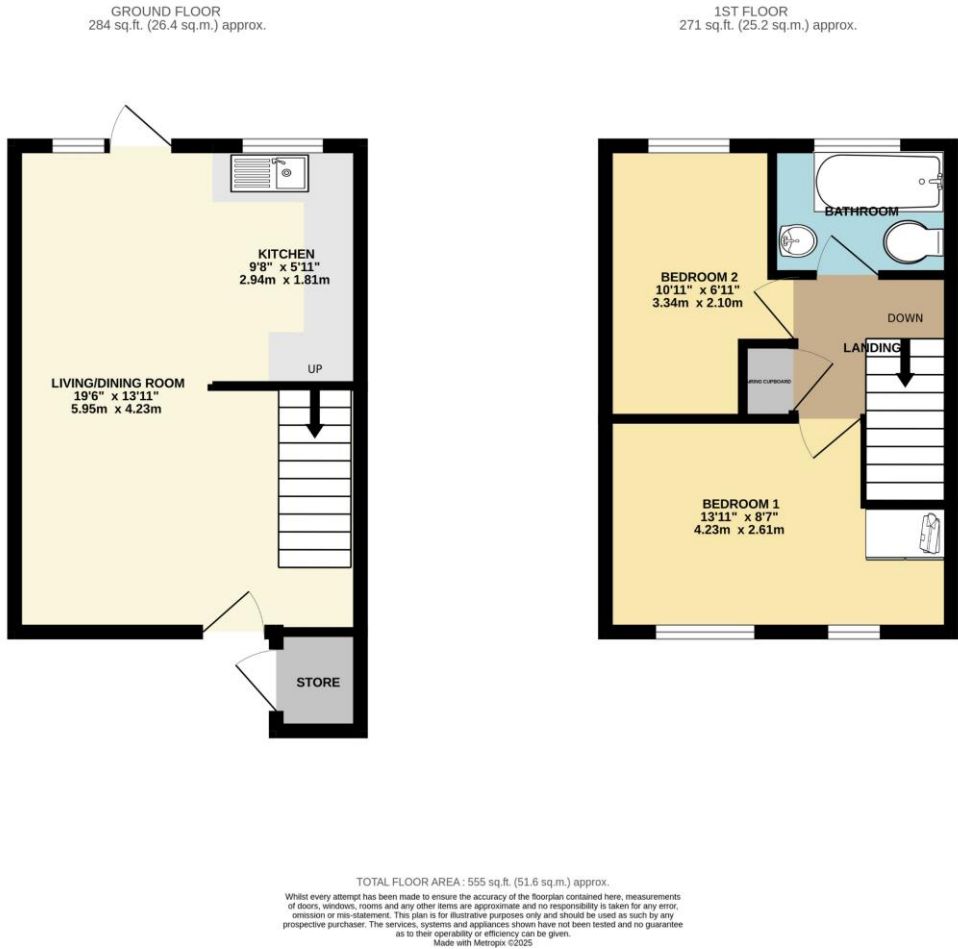 GROUND FLOOR
284 sq.ft. (26.4 sq.m.) approx.
1ST FLOOR
271 sq.ft. (25.2 sq.m.) approx.
KITCHEN
9'8" x 5'11"
2.94m x 1.81m
UP
LIVING/DINING ROOM
19'6" x 13'11"
5.95m x 4.23m
STORE
BATHROOM
BEDROOM 2
10'11" x 6'11"
3.34m x 2.10m
DOWN
LANDING
AIRING CUPBOARD
BEDROOM 1
13'11" x 8'7"
4.23m x 2.61m
TOTAL FLOOR AREA : 555 sq.ft. (51.6 sq.m.) approx.
Whilst every attempt has been made to ensure the accuracy of the floorplan contained here, measurements
of doors, windows, rooms and any other items are approximate and no responsibility is taken for any error,
omission or mis-statement. This plan is for illustrative purposes only and should be used as such by any
prospective purchaser. The services, systems and appliances shown have not been tested and no guarantee
as to their operability or efficiency can be given.
Made with Metropix ©2025